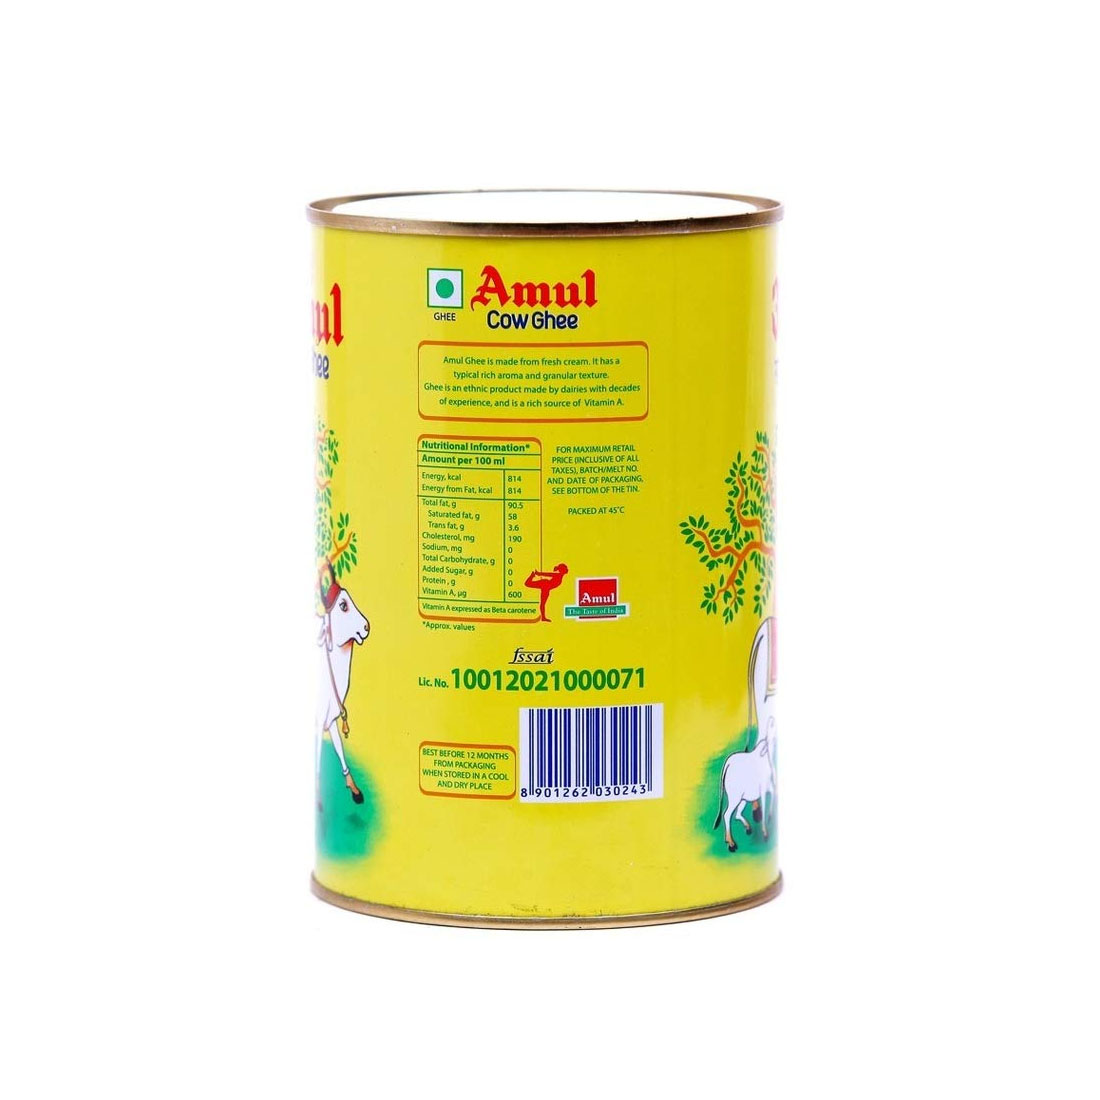 Amul
GHEE
Cow Ghee
Amul Ghee is made from fresh cream. It has a
typical rich aroma and granular texture.
Ghee is an ethnic product made by dairies with decades
of experience, and is a rich source of Vitamin A.
Nutritional Information*
Amount per 100 ml
Energy, kcal 814
Energy from Fat, kcal 814
Total fat, g 90.5
Saturated fat, g 58
Trans fat, g 3.6
Cholesterol, mg 190
Sodium, mg 0
Total Carbohydrate, g 0
Added Sugar, g 0
Protein , g 0
Vitamin A, µg 600
Vitamin A expressed as Beta carotene
*Approx. values
FOR MAXIMUM RETAIL
PRICE (INCLUSIVE OF ALL
TAXES), BATCH/MELT NO.
AND DATE OF PACKAGING,
SEE BOTTOM OF THE TIN.
PACKED AT 45°C
Amul
The Taste of India
fssai
Lic. No. 10012021000071
BEST BEFORE 12 MONTHS
FROM PACKAGING
WHEN STORED IN A COOL
AND DRY PLACE
8 901262 030243